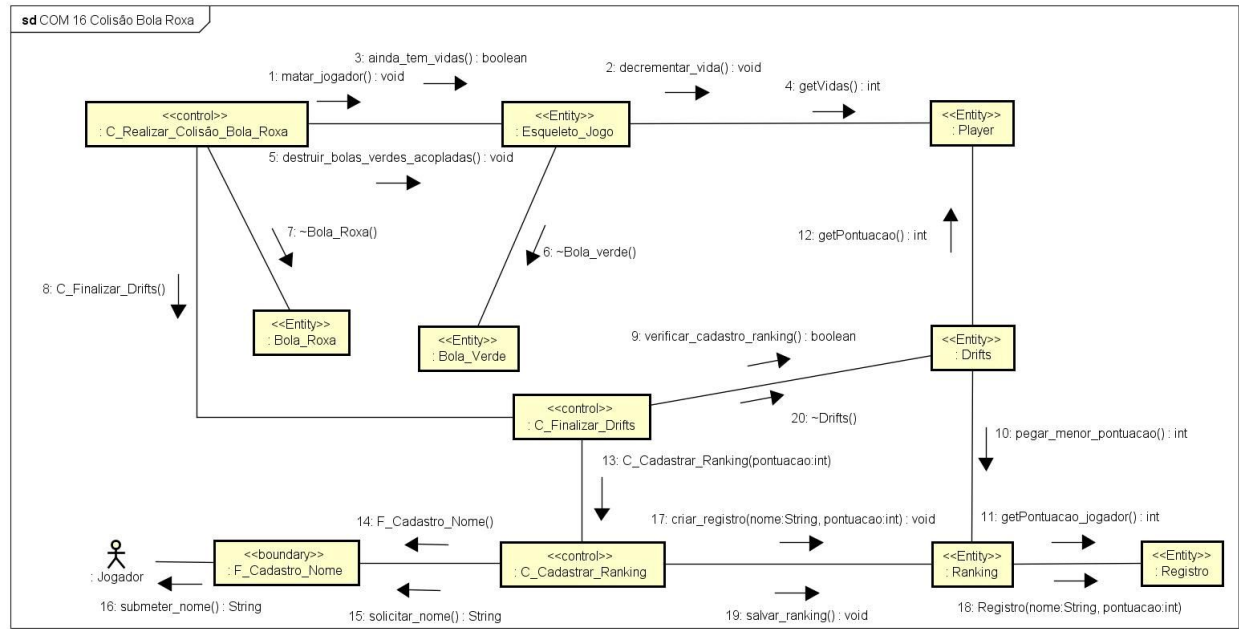 sd COM 16 Colisão Bola Roxa
3: ainda_tem_vidas() : boolean
1: matar_jogador() : void
2: decrementar_vida() : void
4: getVidas() : int
<<control>>
: C_Realizar_Colisão_Bola_Roxa
<<Entity>>
: Esqueleto_Jogo
<<Entity>>
: Player
5: destruir_bolas_verdes_acopladas() : void
7: ~Bola_Roxa()
6: ~Bola_verde()
12: getPontuacao() : int
8: C_Finalizar_Drifts()
<<Entity>>
: Bola_Roxa
<<Entity>>
: Bola_Verde
9: verificar_cadastro_ranking() : boolean
<<Entity>>
: Drifts
<<control>>
: C_Finalizar_Drifts
20: ~Drifts()
10: pegar_menor_pontuacao() : int
13: C_Cadastrar_Ranking(pontuacao:int)
14: F_Cadastro_Nome()
17: criar_registro(nome:String, pontuacao:int) : void
11: getPontuacao_jogador() : int
: Jogador
<<boundary>>
: F_Cadastro_Nome
<<control>>
: C_Cadastrar_Ranking
<<Entity>>
: Ranking
<<Entity>>
: Registro
16: submeter_nome() : String
15: solicitar_nome() : String
19: salvar_ranking() : void
18: Registro(nome:String, pontuacao:int)